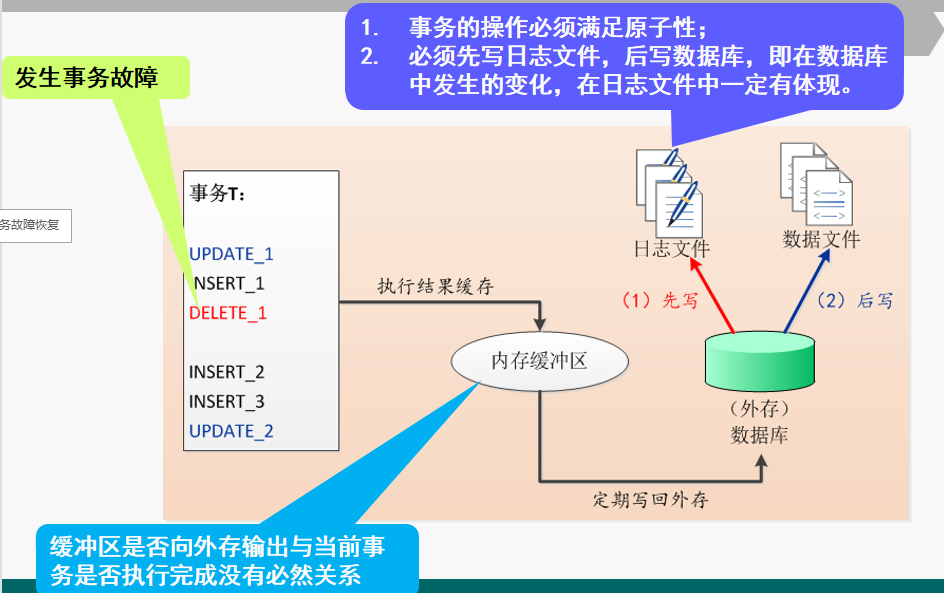 1. 事务的操作必须满足原子性；
2. 必须先写日志文件，后写数据库，即在数据库
中发生的变化，在日志文件中一定有体现。
发生事务故障
事务T：
务故障恢复
UPDATE_1
INSERT_1
DELETE_1
INSERT_2
INSERT_3
UPDATE_2
执行结果缓存
内存缓冲区
日志文件
数据文件
（1）先写
（2）后写
（外存）
数据库
定期写回外存
缓冲区是否向外存输出与当前事
务是否执行完成没有必然关系